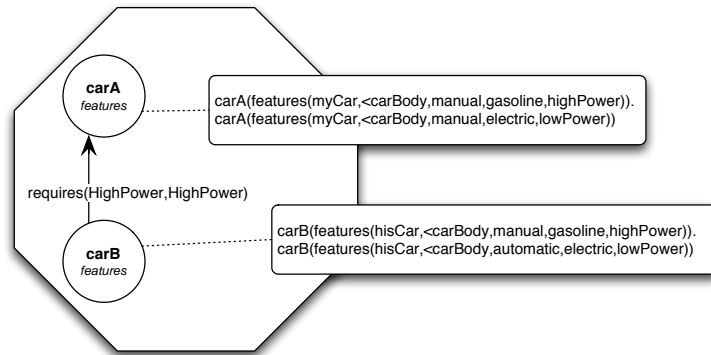 carA
features
carA(features(myCar,<carBody,manual,gasoline,highPower)).
carA(features(myCar,<carBody,manual,electric,lowPower))
requires(HighPower,HighPower)
carB
features
carB(features(hisCar,<carBody,manual,gasoline,highPower)).
carB(features(hisCar,<carBody,automatic,electric,lowPower))